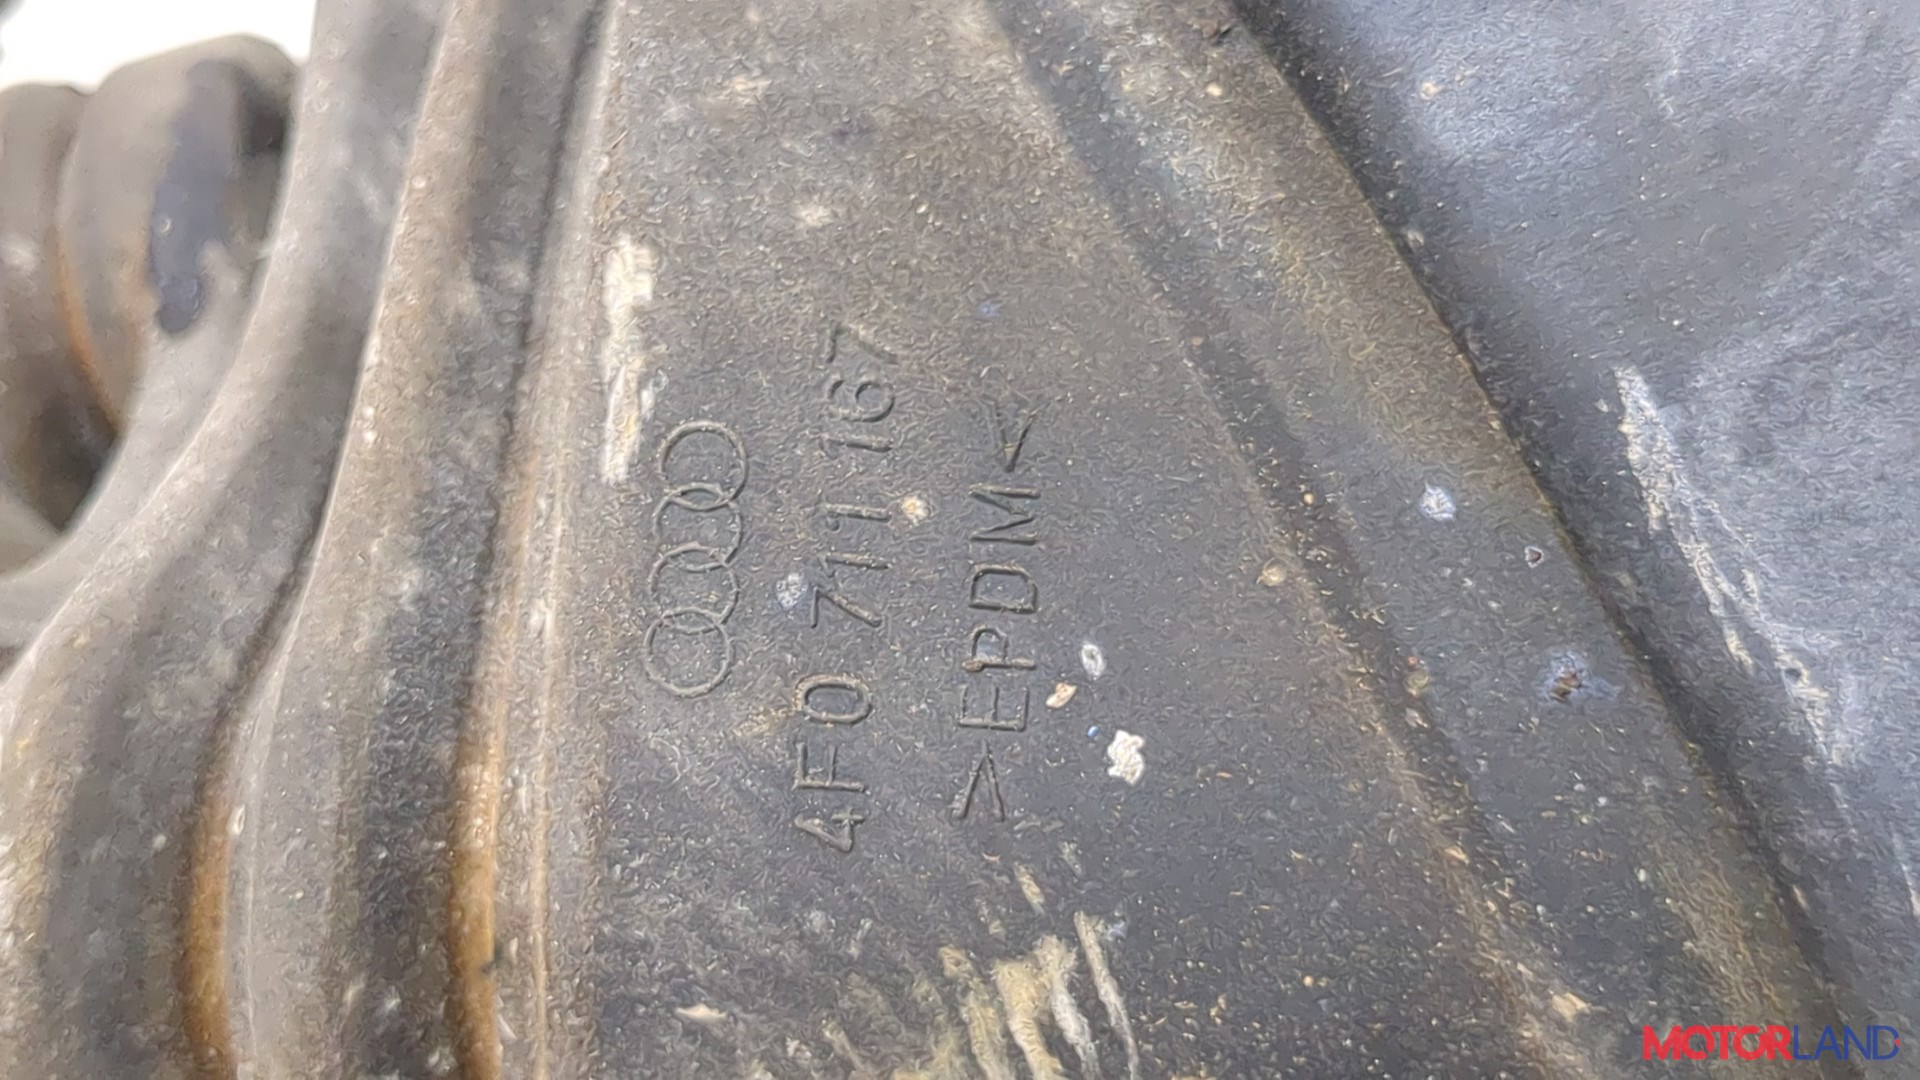 4F0 711 167
>EPDM<
MOTORLAND